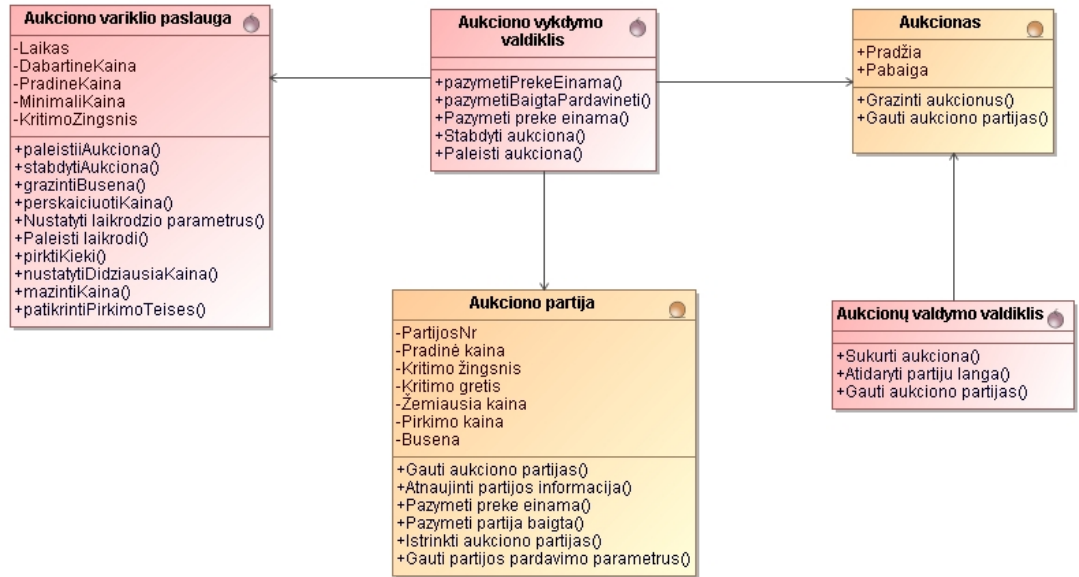 Aukciono variklio paslauga
-Laikas
-DabartineKaina
-PradineKaina
-MinimaliKaina
-KritimoZingsnis
+paleistiiAukciona()
+stabdytiAukciona()
+grazintiBusena()
+perskaiciuotiKaina()
+Nustatyti laikrodzio parametrus()
+Paleisti laikrodi()
+pirktiKieki()
+nustatytiDidziausiaKaina()
+mazintiKaina()
+patikrintiPirkimoTeises()
Aukciono vykdymo
valdiklis
+pazymetiPrekeEinama()
+pazymetiBaigtaPardavineti()
+Pazymeti preke einama()
+Stabdyti aukciona()
+Paleisti aukciona()
Aukcionas
+Pradžia
+Pabaiga
+Grazinti aukcionus()
+Gauti aukciono partijas()
Aukciono partija
-PartijosNr
-Pradinė kaina
-Kritimo žingsnis
-Kritimo gretis
-Žemiausia kaina
-Pirkimo kaina
-Busena
+Gauti aukciono partijas()
+Atnaujinti partijos informacija()
+Pazymeti preke einama()
+Pazymeti partija baigta()
+Istrinkti aukciono partijas()
+Gauti partijos pardavimo parametrus()
Aukcionų valdymo valdiklis
+Sukurti aukciona()
+Atidaryti partiju langa()
+Gauti aukciono partijas()